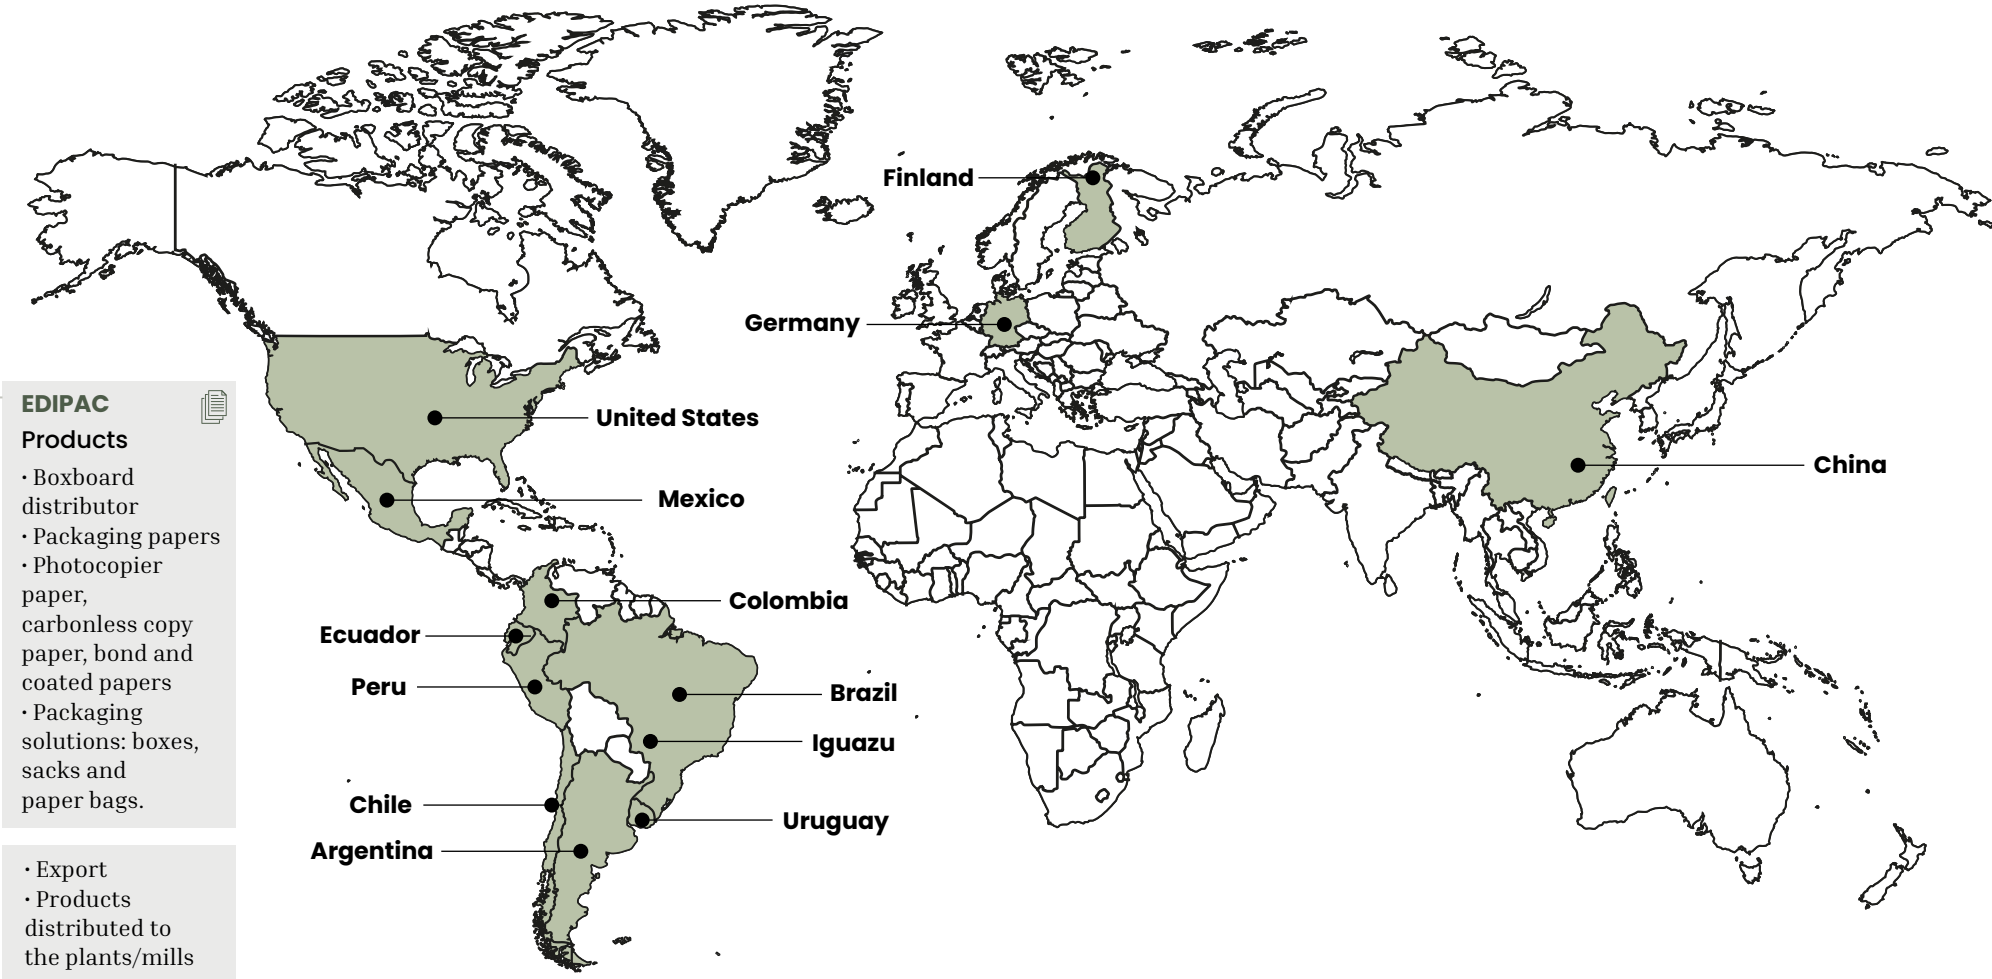 Finland
Germany
EDIPAC
Products
· Boxboard
distributor
· Packaging papers
· Photocopier
paper,
carbonless copy
paper, bond and
coated papers
· Packaging
solutions: boxes,
sacks and
paper bags.
· Export
· Products
distributed to
the plants/mills
United States
China
Mexico
Colombia
Ecuador
Peru
Brazil
Iguazu
Chile
Uruguay
Argentina